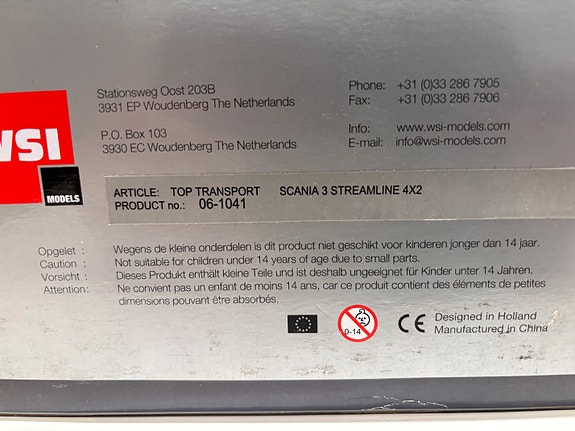 Stationsweg Oost 203B
3931 EP Woudenberg The Netherlands
P.O. Box 103
3930 EC Woudenberg The Netherlands
Phone: +31 (0)33 286 7905
Fax: +31 (0)33 286 7906
Info: www.wsi-models.com
E-mail: info@wsi-models.com
WSI
MODELS
ARTICLE: TOP TRANSPORT SCANIA 3 STREAMLINE 4X2
PRODUCT no.: 06-1041
Opgelet : Wegens de kleine onderdelen is dit product niet geschikt voor kinderen jonger dan 14 jaar.
Caution : Not suitable for children under 14 years of age due to small parts.
Vorsicht : Dieses Produkt enthält kleine Teile und ist deshalb ungeeignet für Kinder unter 14 Jahren.
Attention: Ne convient pas un enfant de moins 14 ans, car ce produit contient des éléments de petites
dimensions pouvant être absorbés.
0-14
CE
Designed in Holland
Manufactured in China